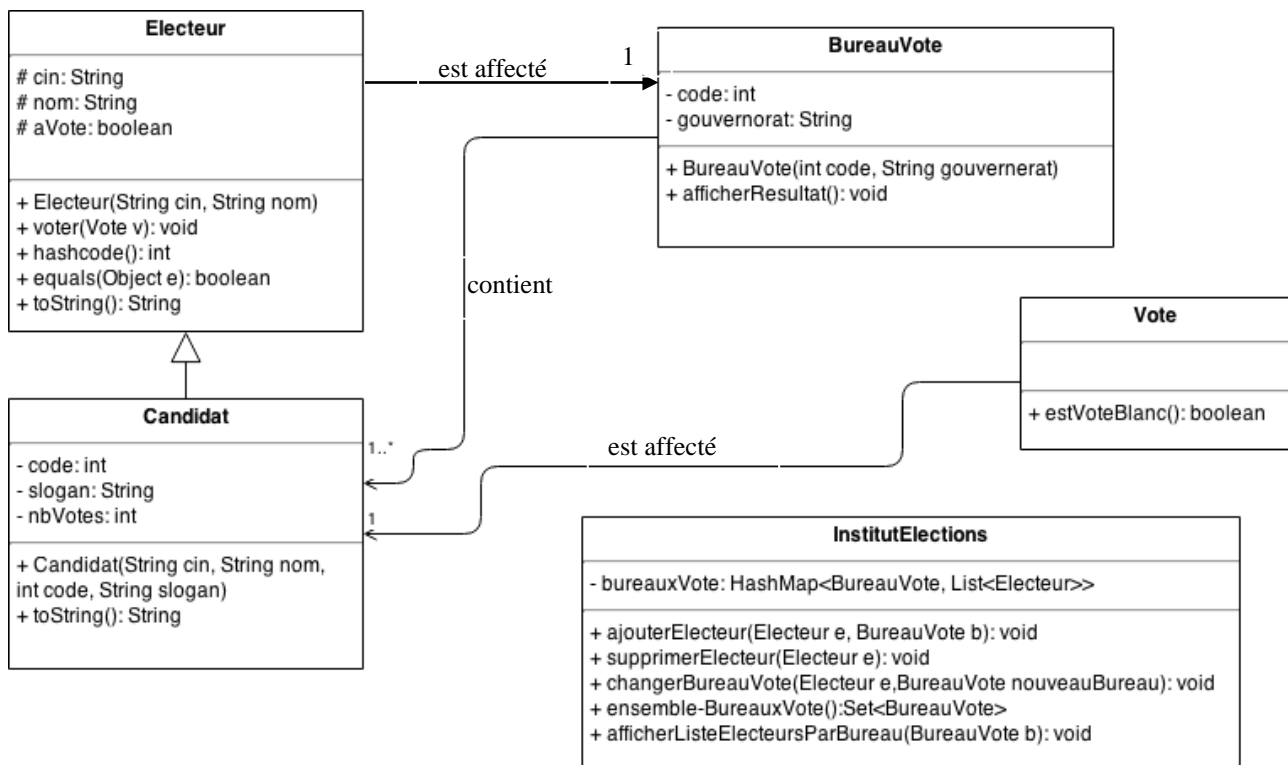 Electeur
# cin: String
# nom: String
# aVote: boolean
+ Electeur(String cin, String nom)
+ voter(Vote v): void
+ hashcode(): int
+ equals(Object e): boolean
+ toString(): String
est affecté
1
BureauVote
- code: int
- gouvernorat: String
+ BureauVote(int code, String gouvernerat)
+ afficherResultat(): void
contient
Vote
+ estVoteBlanc(): boolean
Candidat
- code: int
- slogan: String
- nbVotes: int
+ Candidat(String cin, String nom,
int code, String slogan)
+ toString(): String
1..*
est affecté
1
InstitutElections
- bureauxVote: HashMap<BureauVote, List<Electeur>>
+ ajouterElecteur(Electeur e, BureauVote b): void
+ supprimerElecteur(Electeur e): void
+ changerBureauVote(Electeur e,BureauVote nouveauBureau): void
+ ensemble-BureauxVote():Set<BureauVote>
+ afficherListeElecteursParBureau(BureauVote b): void